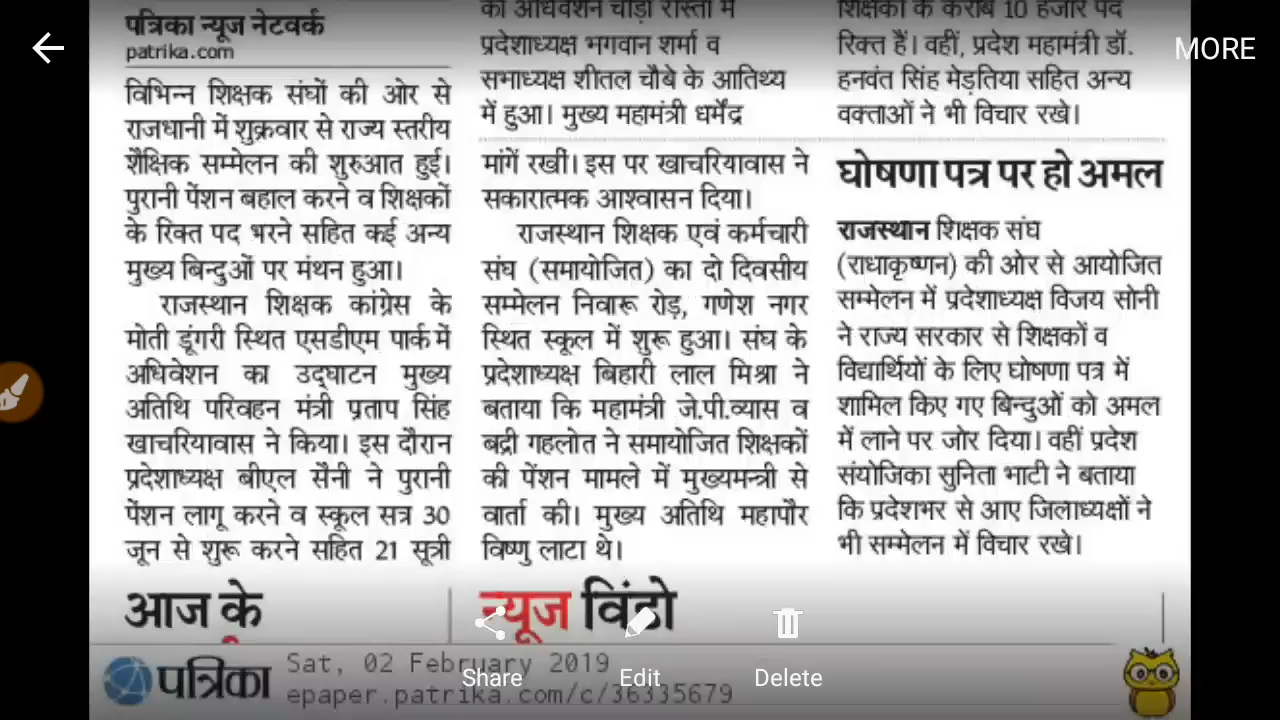 MORE
पत्रिका न्यूज नेटवर्क
patrika.com
विभिन्न शिक्षक संघों की ओर से
राजधानी में शुक्रवार से राज्य स्तरीय
शैक्षिक सम्मेलन की शुरुआत हुई।
पुरानी पेंशन बहाल करने व शिक्षकों
के रिक्त पद भरने सहित कई अन्य
मुख्य बिन्दुओं पर मंथन हुआ।
राजस्थान शिक्षक कांग्रेस के
मोती डूंगरी स्थित एसडीएम पार्क में
अधिवेशन का उद्घाटन मुख्य
अतिथि परिवहन मंत्री प्रताप सिंह
खाचरियावास ने किया। इस दौरान
प्रदेशाध्यक्ष बीएल सैनी ने पुरानी
पेंशन लागू करने व स्कूल सत्र 30
जून से शुरू करने सहित 21 सूत्री
का अधिवेशन चौड़ा रास्ता में
प्रदेशाध्यक्ष भगवान शर्मा व
सभाध्यक्ष शीतल चौबे के आतिथ्य
में हुआ। मुख्य महामंत्री धर्मेंद्र
मांगें रखीं। इस पर खाचरियावास ने
सकारात्मक आश्वासन दिया।
राजस्थान शिक्षक एवं कर्मचारी
संघ (समायोजित) का दो दिवसीय
सम्मेलन निवारू रोड़, गणेश नगर
स्थित स्कूल में शुरू हुआ। संघ के
प्रदेशाध्यक्ष बिहारी लाल मिश्रा ने
बताया कि महामंत्री जे.पी.व्यास व
बद्री गहलोत ने समायोजित शिक्षकों
की पेंशन मामले में मुख्यमन्त्री से
वार्ता की। मुख्य अतिथि महापौर
विष्णु लाटा थे।
शिक्षकों के करीब 10 हजार पद
रिक्त हैं। वहीं, प्रदेश महामंत्री डॉ.
हनवंत सिंह मेड़तिया सहित अन्य
वक्ताओं ने भी विचार रखे।
घोषणा पत्र पर हो अमल
राजस्थान शिक्षक संघ
(राधाकृष्णन) की ओर से आयोजित
सम्मेलन में प्रदेशाध्यक्ष विजय सोनी
ने राज्य सरकार से शिक्षकों व
विद्यार्थियों के लिए घोषणा पत्र में
शामिल किए गए बिन्दुओं को अमल
में लाने पर जोर दिया। वहीं प्रदेश
संयोजिका सुनिता भाटी ने बताया
कि प्रदेशभर से आए जिलाध्यक्षों ने
भी सम्मेलन में विचार रखे।
आज के
न्यूज विंडो
पत्रिका
Sat, 02 February 2019
epaper.patrika.com/c/36335679
Share
Edit
Delete